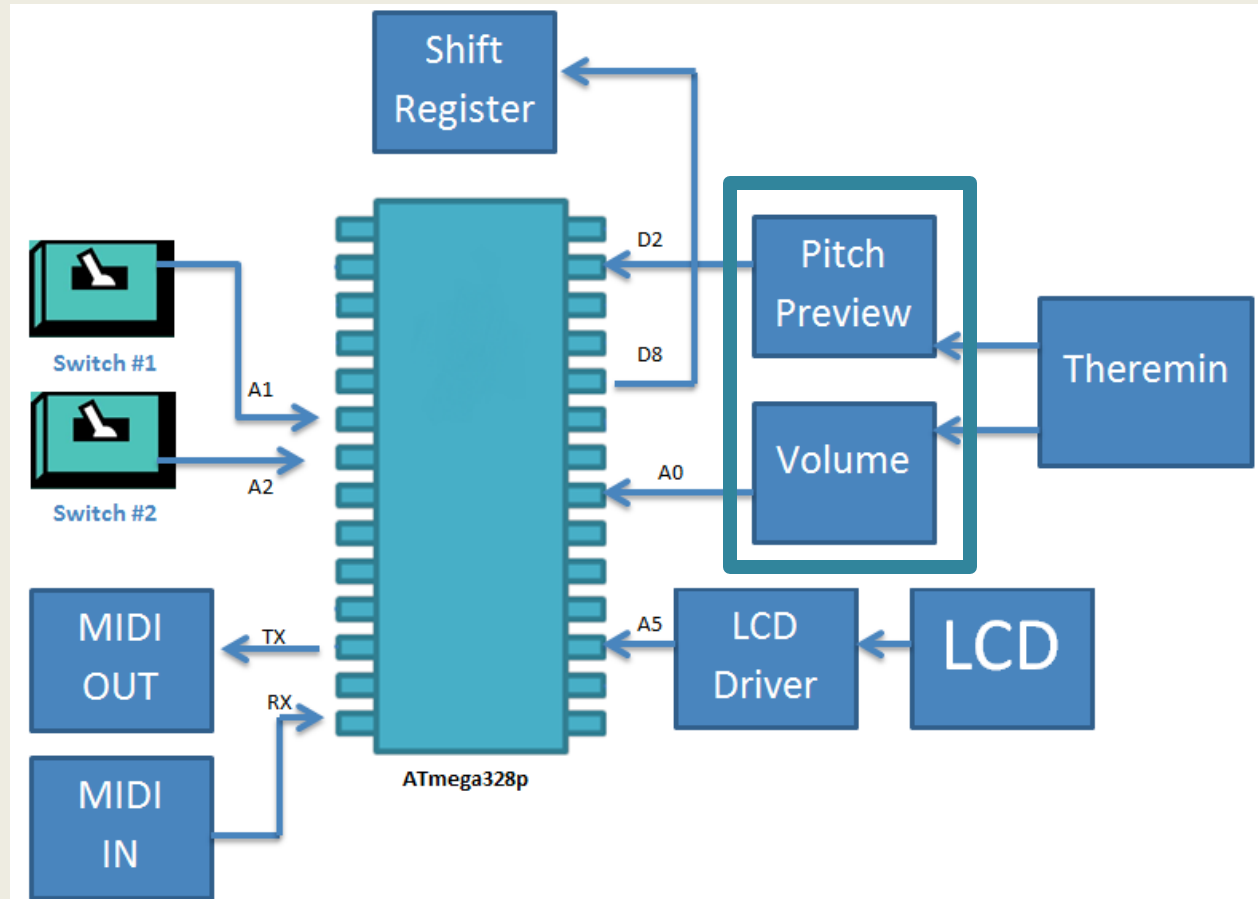 Shift
Register
D2
Pitch
Preview
Switch #1
D8
Theremin
A1
Volume
A0
A2
Switch #2
MIDI
OUT
TX
A5
LCD
Driver
LCD
RX
MIDI
IN
ATmega328p